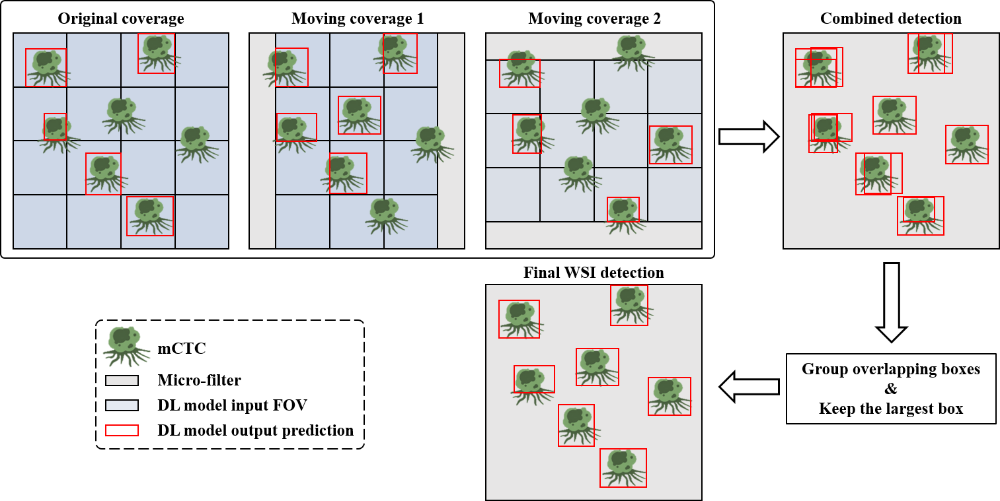 Original coverage
Moving coverage 1
Moving coverage 2
Combined detection
Group overlapping boxes
&
Keep the largest box
Final WSI detection
mCTC
Micro-filter
DL model input FOV
DL model output prediction